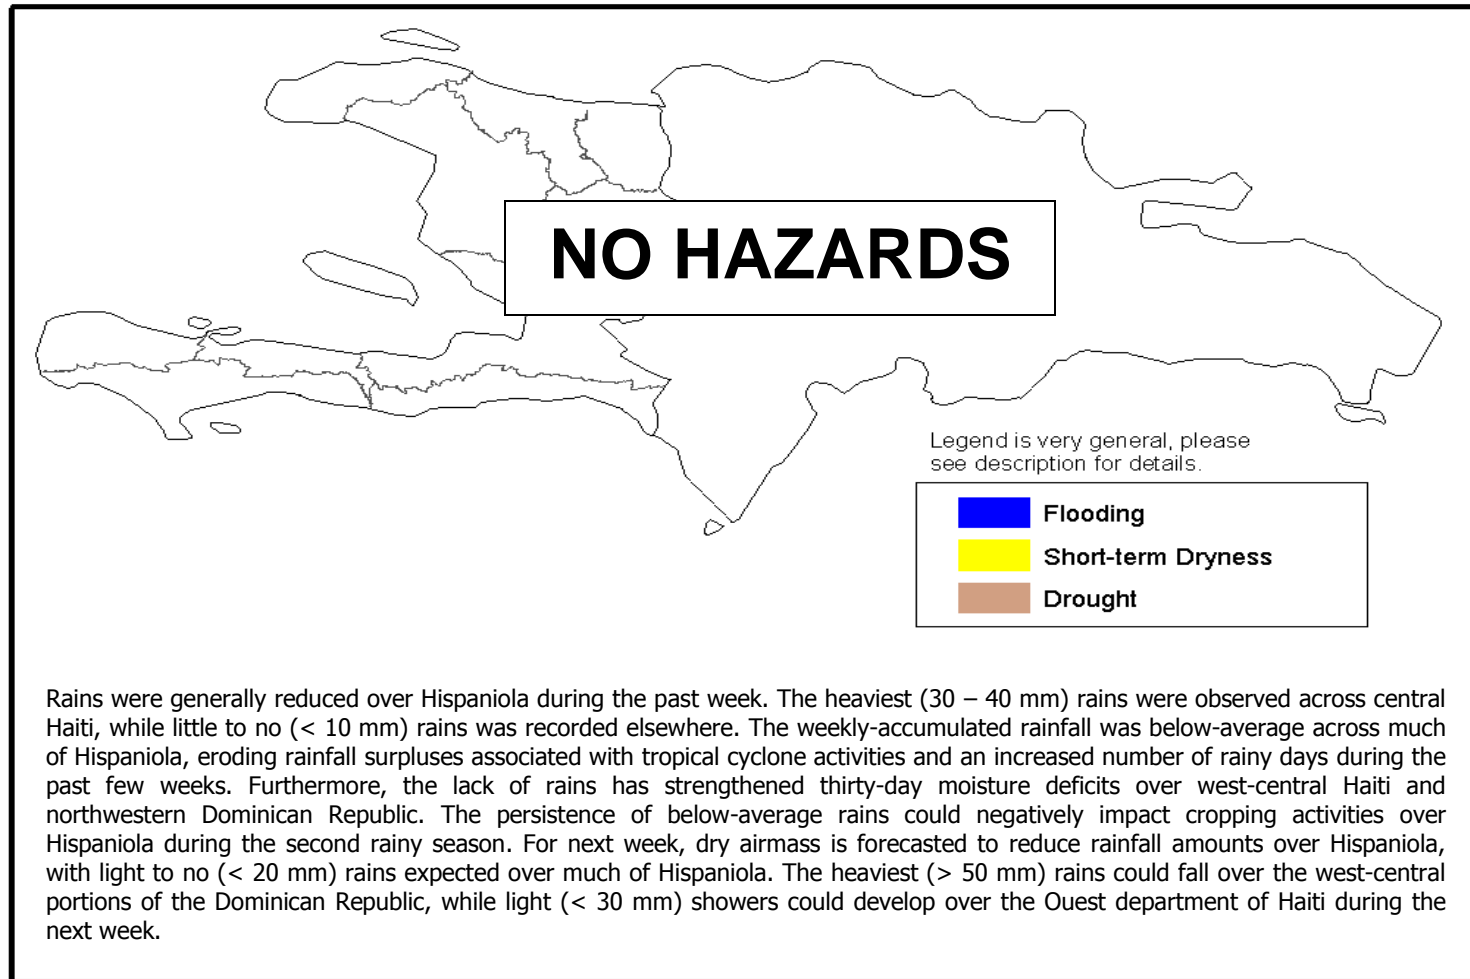 NO HAZARDS
Legend is very general, please
see description for details.
Flooding
Short-term Dryness
Drought
Rains were generally reduced over Hispaniola during the past week. The heaviest (30 – 40 mm) rains were observed across central
Haiti, while little to no (< 10 mm) rains was recorded elsewhere. The weekly-accumulated rainfall was below-average across much
of Hispaniola, eroding rainfall surpluses associated with tropical cyclone activities and an increased number of rainy days during the
past few weeks. Furthermore, the lack of rains has strengthened thirty-day moisture deficits over west-central Haiti and
northwestern Dominican Republic. The persistence of below-average rains could negatively impact cropping activities over
Hispaniola during the second rainy season. For next week, dry airmass is forecasted to reduce rainfall amounts over Hispaniola,
with light to no (< 20 mm) rains expected over much of Hispaniola. The heaviest (> 50 mm) rains could fall over the west-central
portions of the Dominican Republic, while light (< 30 mm) showers could develop over the Ouest department of Haiti during the
next week.